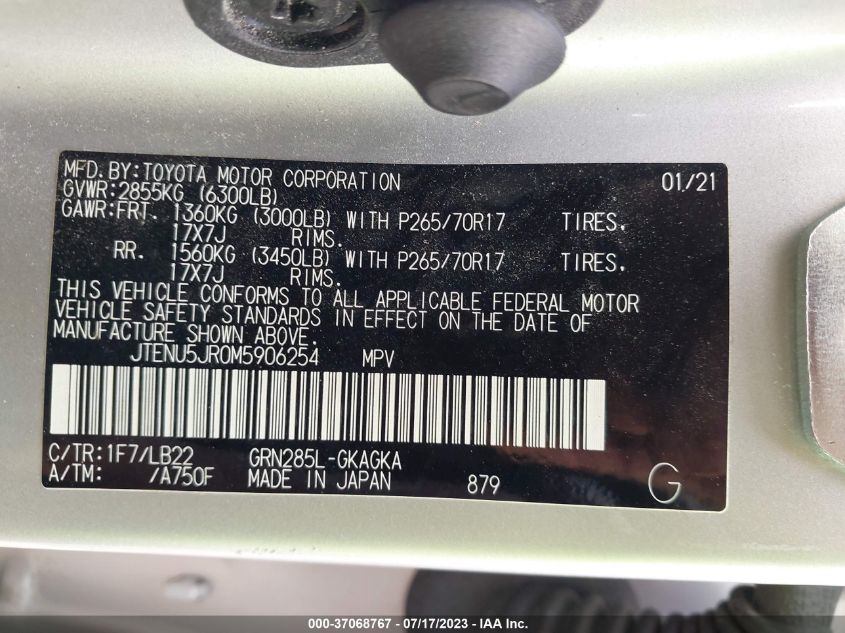 MFD.BY:TOYOTA MOTOR CORPORATION 01/21
GVWR:2855KG (6300LB)
GAWR:FRT. 1360KG (3000LB) WITH P265/70R17 TIRES.
17X7J RIMS.
RR. 1560KG (3450LB) WITH P265/70R17 TIRES.
17X7J RIMS.
THIS VEHICLE CONFORMS TO ALL APPLICABLE FEDERAL MOTOR
VEHICLE SAFETY STANDARDS IN EFFECT ON THE DATE OF
MANUFACTURE SHOWN ABOVE.
JTENU5JR0M5906254 MPV
C/TR:1F7/LB22 GRN285L-GKAGKA
A/TM: /A750F MADE IN JAPAN 879 G
000-37068767 - 07/17/2023 - IAA Inc.